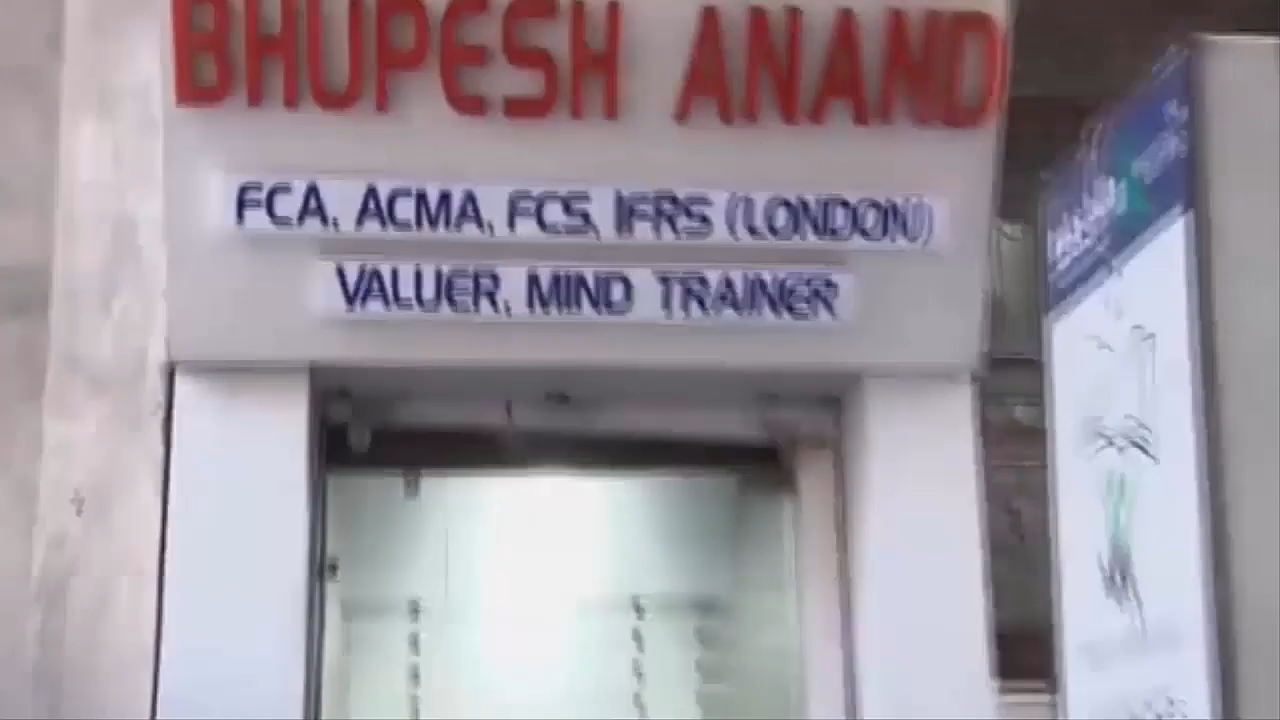 BHUPESH ANAND
FCA, ACMA, FCS, IFRS (LONDON)
VALUER, MIND TRAINER